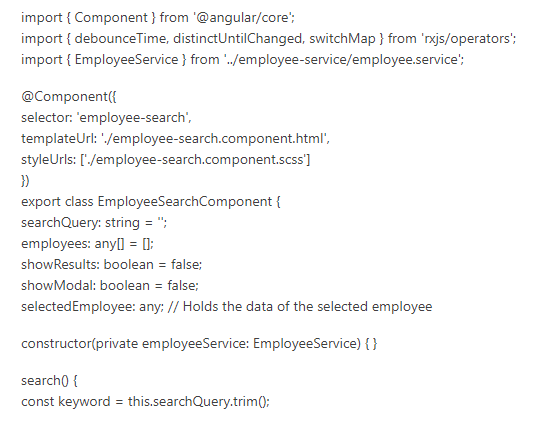 import { Component } from '@angular/core';
import { debounceTime, distinctUntilChanged, switchMap } from 'rxjs/operators';
import { EmployeeService } from '../employee-service/employee.service';
@Component({
selector: 'employee-search',
templateUrl: './employee-search.component.html',
styleUrls: ['./employee-search.component.scss']
})
export class EmployeeSearchComponent {
searchQuery: string = '';
employees: any[] = [];
showResults: boolean = false;
showModal: boolean = false;
selectedEmployee: any; // Holds the data of the selected employee
constructor(private employeeService: EmployeeService) { }
search() {
const keyword = this.searchQuery.trim();